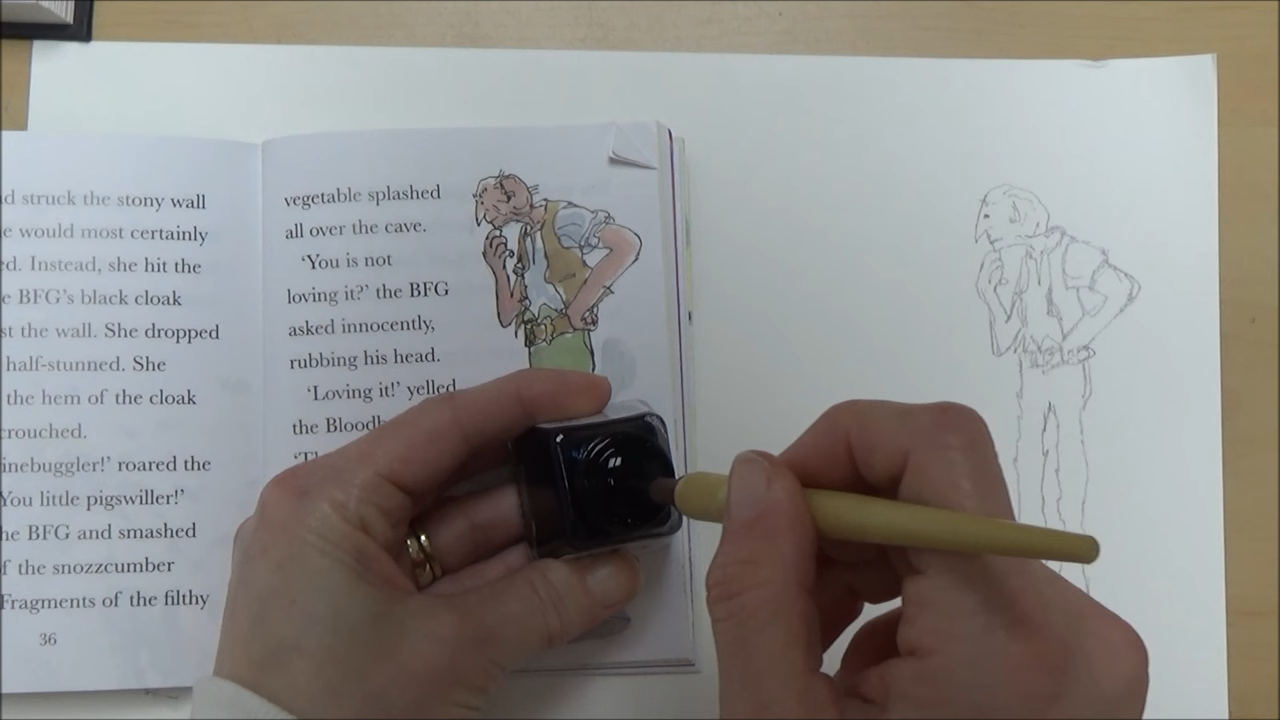 d struck the stony wall
e would most certainly
ed. Instead, she hit the
e BFG's black cloak
st the wall. She dropped
half-stunned. She
the hem of the cloak
crouched.
inebuggler!' roared the
You little pigswiller!'
he BFG and smashed
f the snozzcumber
Fragments of the filthy
36
vegetable splashed
all over the cave.
'You is not
loving it?' the BFG
asked innocently,
rubbing his head.
'Loving it!' yelled
the Bloodb